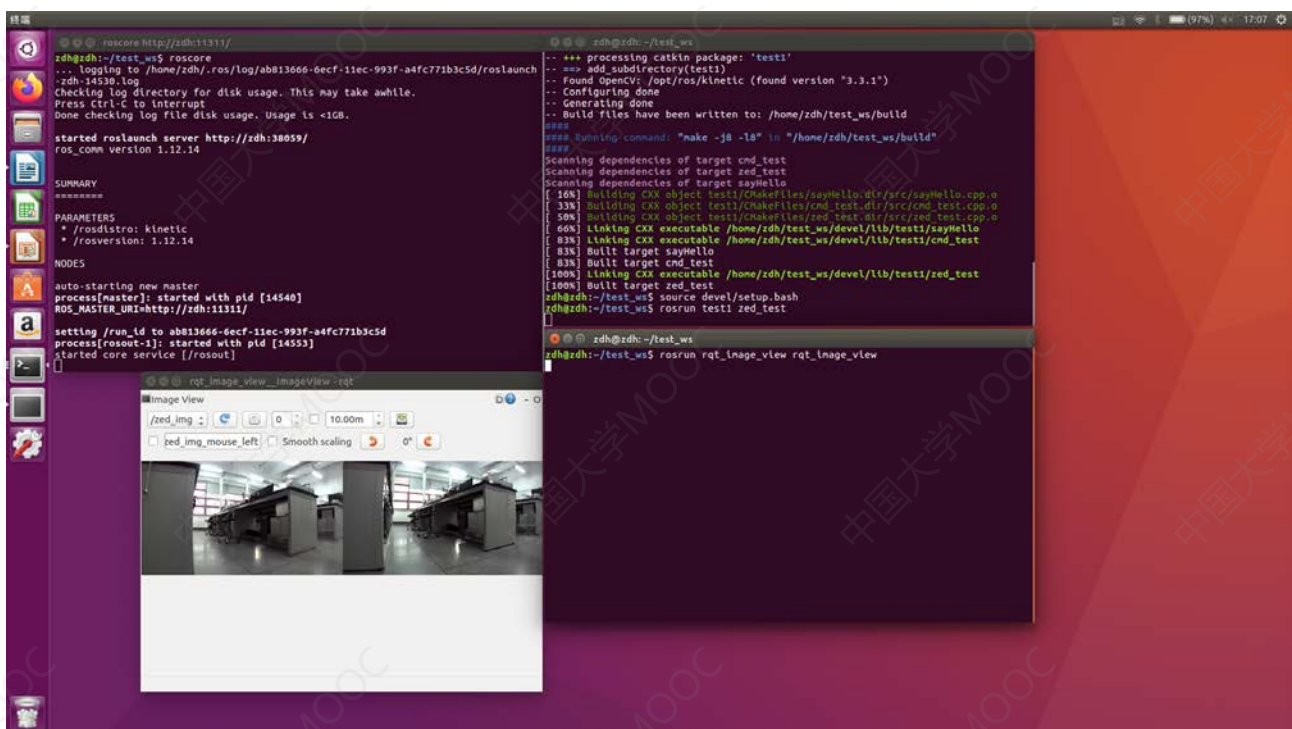 终端
(97%)
17:07
roscore http://zdh:11311/
zdh@zdh:~/test_ws$ roscore
... logging to /home/zdh/.ros/log/ab813666-6ecf-11ec-993f-a4fc771b3c5d/roslaunch
-zdh-14530.log
Checking log directory for disk usage. This may take awhile.
Press Ctrl-C to interrupt
Done checking log file disk usage. Usage is <1GB.
started roslaunch server http://zdh:38059/
ros_comm version 1.12.14
SUMMARY
========
PARAMETERS
* /rosdistro: kinetic
* /rosversion: 1.12.14
NODES
auto-starting new master
process[master]: started with pid [14540]
ROS_MASTER_URI=http://zdh:11311/
setting /run_id to ab813666-6ecf-11ec-993f-a4fc771b3c5d
process[rosout-1]: started with pid [14553]
started core service [/rosout]
zdh@zdh: ~/test_ws
-- +++ processing catkin package: 'test1'
-- ==> add_subdirectory(test1)
-- Found OpenCV: /opt/ros/kinetic (found version "3.3.1")
-- Configuring done
-- Generating done
-- Build files have been written to: /home/zdh/test_ws/build
####
#### Running command: "make -j8 -l8" in "/home/zdh/test_ws/build"
####
Scanning dependencies of target cmd_test
Scanning dependencies of target zed_test
Scanning dependencies of target sayHello
[ 16%] Building CXX object test1/CMakeFiles/sayHello.dir/src/sayHello.cpp.o
[ 33%] Building CXX object test1/CMakeFiles/cmd_test.dir/src/cmd_test.cpp.o
[ 50%] Building CXX object test1/CMakeFiles/zed_test.dir/src/zed_test.cpp.o
[ 66%] Linking CXX executable /home/zdh/test_ws/devel/lib/test1/sayHello
[ 83%] Linking CXX executable /home/zdh/test_ws/devel/lib/test1/cmd_test
[ 83%] Built target sayHello
[ 83%] Built target cmd_test
[100%] Linking CXX executable /home/zdh/test_ws/devel/lib/test1/zed_test
[100%] Built target zed_test
zdh@zdh:~/test_ws$ source devel/setup.bash
zdh@zdh:~/test_ws$ rosrun test1 zed_test
zdh@zdh: ~/test_ws
zdh@zdh:~/test_ws$ rosrun rqt_image_view rqt_image_view
rqt_image_view__ImageView - rqt
Image View
D - O
/zed_img 0 10.00m
zed_img_mouse_left Smooth scaling 0°
中国大学MOOC